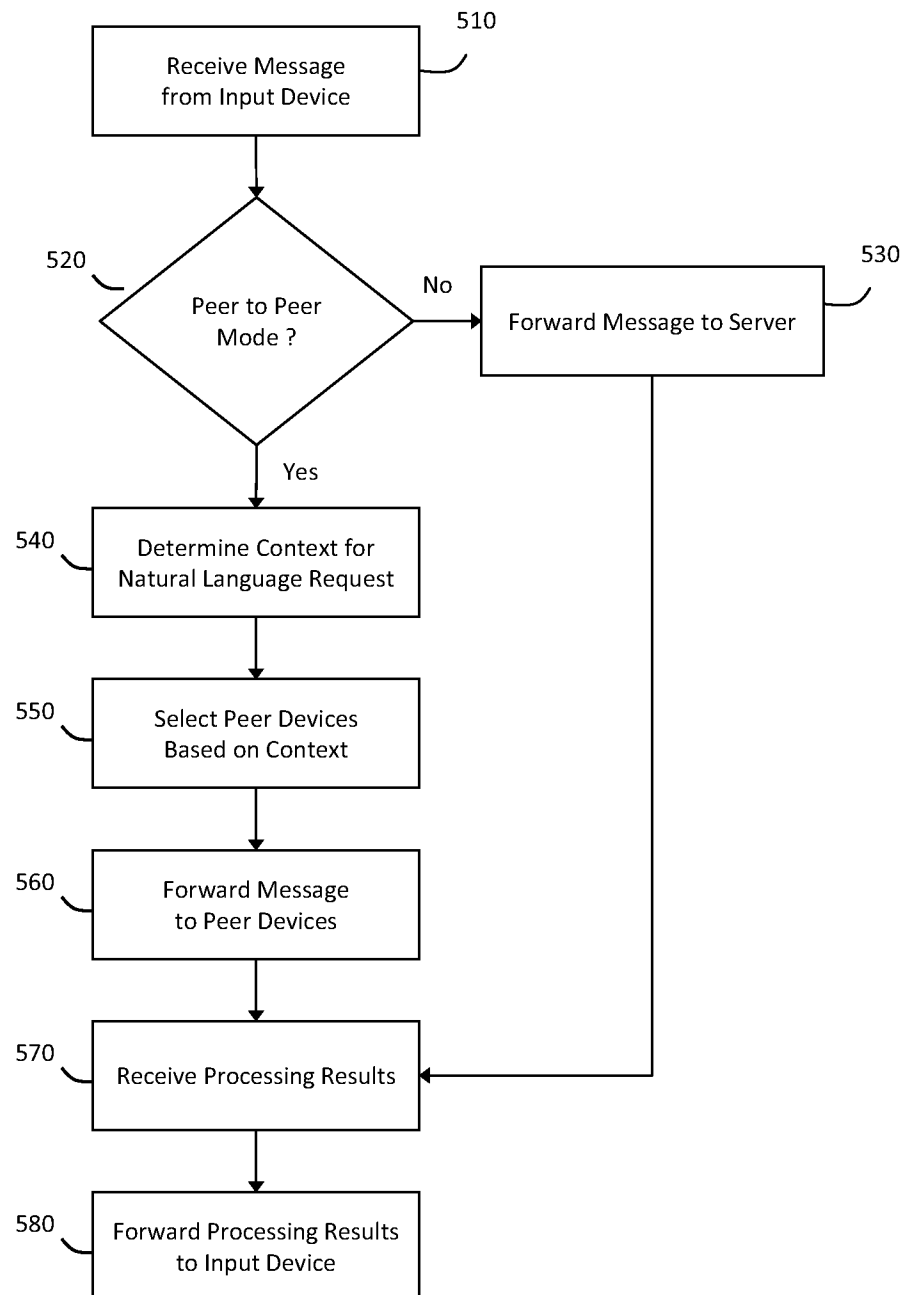 510
Receive Message
from Input Device
520
Peer to Peer
Mode ?
No
530
Forward Message to Server
Yes
540
Determine Context for
Natural Language Request
550
Select Peer Devices
Based on Context
560
Forward Message
to Peer Devices
570
Receive Processing Results
580
Forward Processing Results
to Input Device